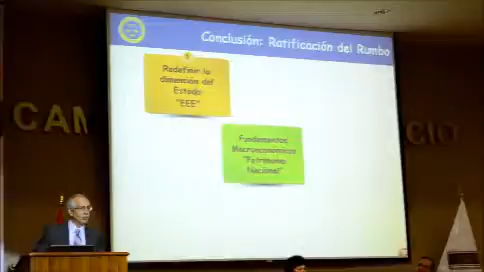 Conclusión: Ratificación del Rumbo
Redefinir la
dimensión del
Estado:
"EEE"
Fundamentos
Macroeconómicos
"Patrimonio
Nacional"
CAM
CIO